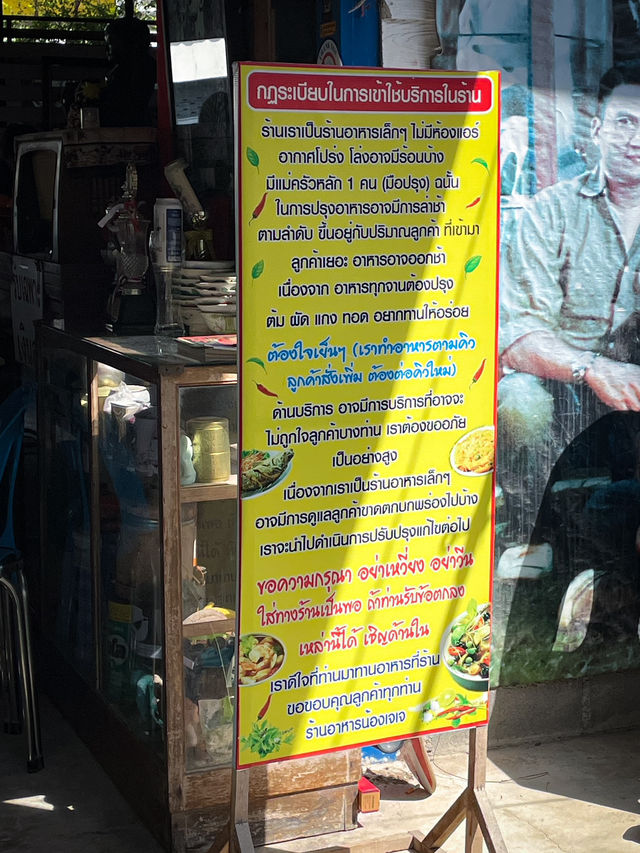 กฎระเบียบในการเข้าใช้บริการในร้าน
ร้านเราเป็นร้านอาหารเล็กๆ ไม่มีห้องแอร์
อากาศโปร่ง โล่งอาจมีร้อนบ้าง
มีแม่ครัวหลัก 1 คน (มือปรุง) ฉนั้น
ในการปรุงอาหารอาจมีการล่าช้า
ตามลำดับ ขึ้นอยู่กับปริมาณลูกค้า ที่เข้ามา
ลูกค้าเยอะ อาหารอาจออกช้า
เนื่องจาก อาหารทุกจานต้องปรุง
ต้ม ผัด แกง ทอด อยากทานให้อร่อย
ต้องใจเย็นๆ (เราทำอาหารตามคิว
ลูกค้าสั่งเพิ่ม ต้องต่อคิวใหม่)
ด้านบริการ อาจมีการบริการที่อาจจะ
ไม่ถูกใจลูกค้าบางท่าน เราต้องขออภัย
เป็นอย่างสูง
เนื่องจากเราเป็นร้านอาหารเล็กๆ
อาจมีการดูแลลูกค้าขาดตกบกพร่องไปบ้าง
เราจะนำไปดำเนินการปรับปรุงแก้ไขต่อไป
ขอความกรุณา อย่าเหวี่ยง อย่าวีน
ใส่ทางร้านเป็นพอ ถ้าท่านรับข้อตกลง
เหล่านี้ได้ เชิญด้านใน
เราดีใจที่ท่านมาทานอาหารที่ร้าน
ขอขอบคุณลูกค้าทุกท่าน
ร้านอาหารน้องเจเจ